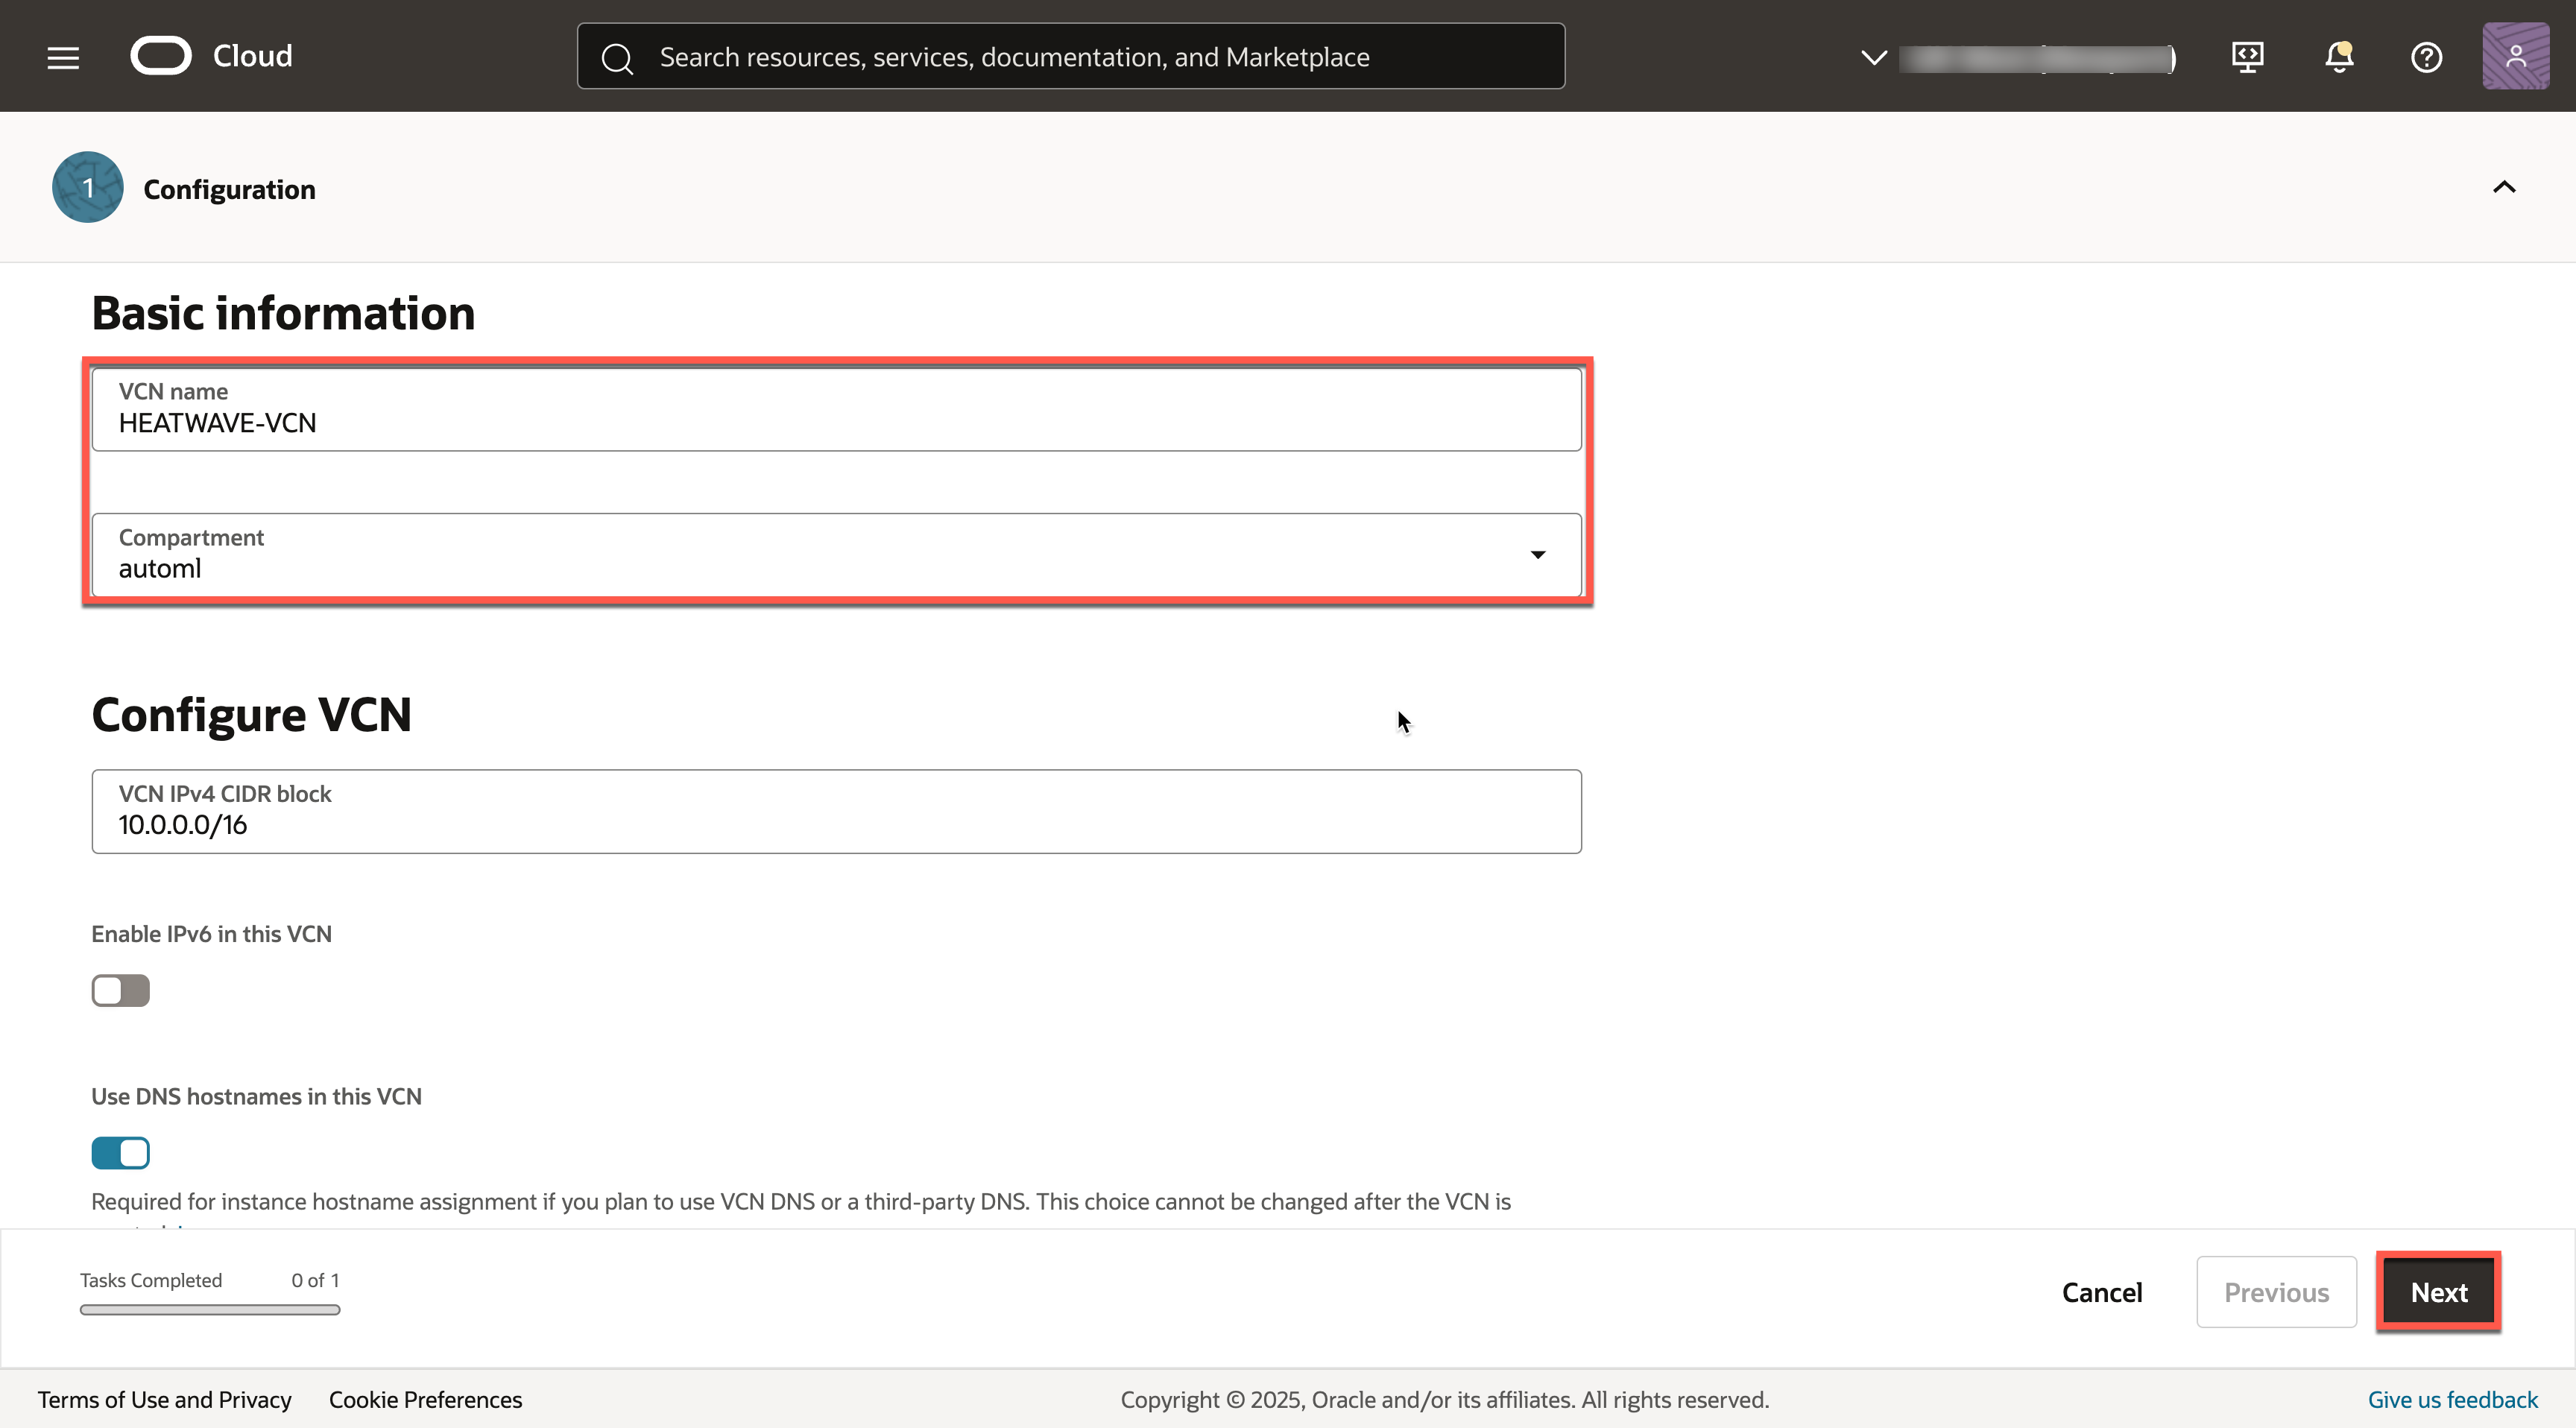 Cloud
Search resources, services, documentation, and Marketplace
1
Configuration
Basic information
VCN name
HEATWAVE-VCN
Compartment
automl
Configure VCN
VCN IPv4 CIDR block
10.0.0.0/16
Enable IPv6 in this VCN
Use DNS hostnames in this VCN
Required for instance hostname assignment if you plan to use VCN DNS or a third-party DNS. This choice cannot be changed after the VCN is
Tasks Completed 0 of 1
Cancel
Previous
Next
Terms of Use and Privacy
Cookie Preferences
Copyright © 2025, Oracle and/or its affiliates. All rights reserved.
Give us feedback